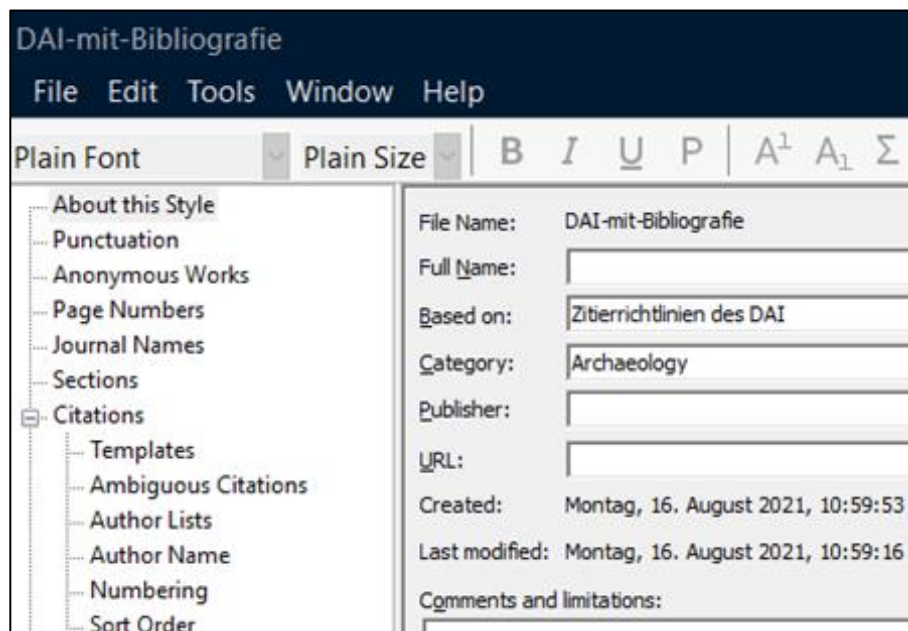 DAI-mit-Bibliografie
File Edit Tools Window Help
Plain Font Plain Size B I U P A1 A1 Σ
About this Style
Punctuation
Anonymous Works
Page Numbers
Journal Names
Sections
Citations
Templates
Ambiguous Citations
Author Lists
Author Name
Numbering
Sort Order
File Name: DAI-mit-Bibliografie
Full Name:
Based on: Zitierrichtlinien des DAI
Category: Archaeology
Publisher:
URL:
Created: Montag, 16. August 2021, 10:59:53
Last modified: Montag, 16. August 2021, 10:59:16
Comments and limitations: